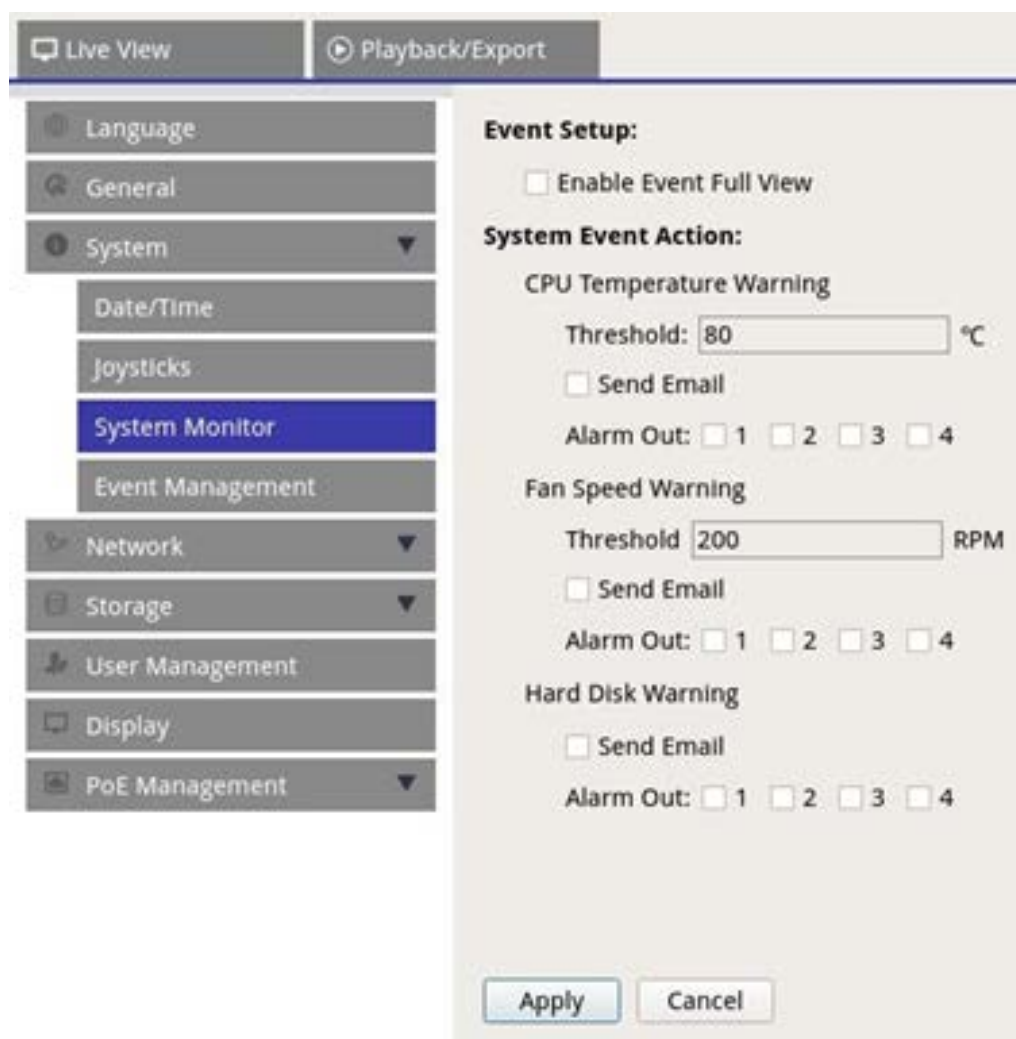 Live View
Playback/Export
Language
General
System
Date/Time
Joysticks
System Monitor
Event Management
Network
Storage
User Management
Display
PoE Management
Event Setup:
Enable Event Full View
System Event Action:
CPU Temperature Warning
Threshold: 80 °C
Send Email
Alarm Out: 1 2 3 4
Fan Speed Warning
Threshold 200 RPM
Send Email
Alarm Out: 1 2 3 4
Hard Disk Warning
Send Email
Alarm Out: 1 2 3 4
Apply Cancel